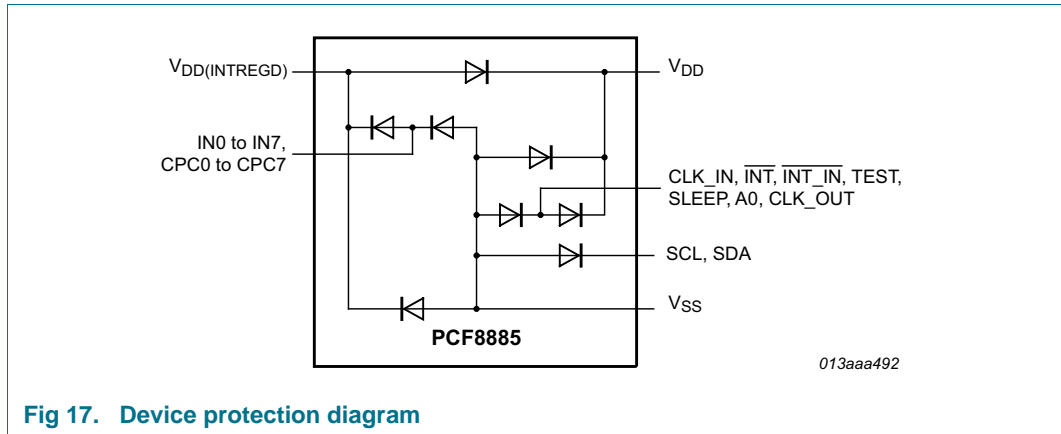 VDD(INTREGD)
VDD
IN0 to IN7,
CPC0 to CPC7
CLK_IN, INT, INT_IN, TEST,
SLEEP, A0, CLK_OUT
SCL, SDA
VSS
PCF8885
013aaa492
Fig 17. Device protection diagram